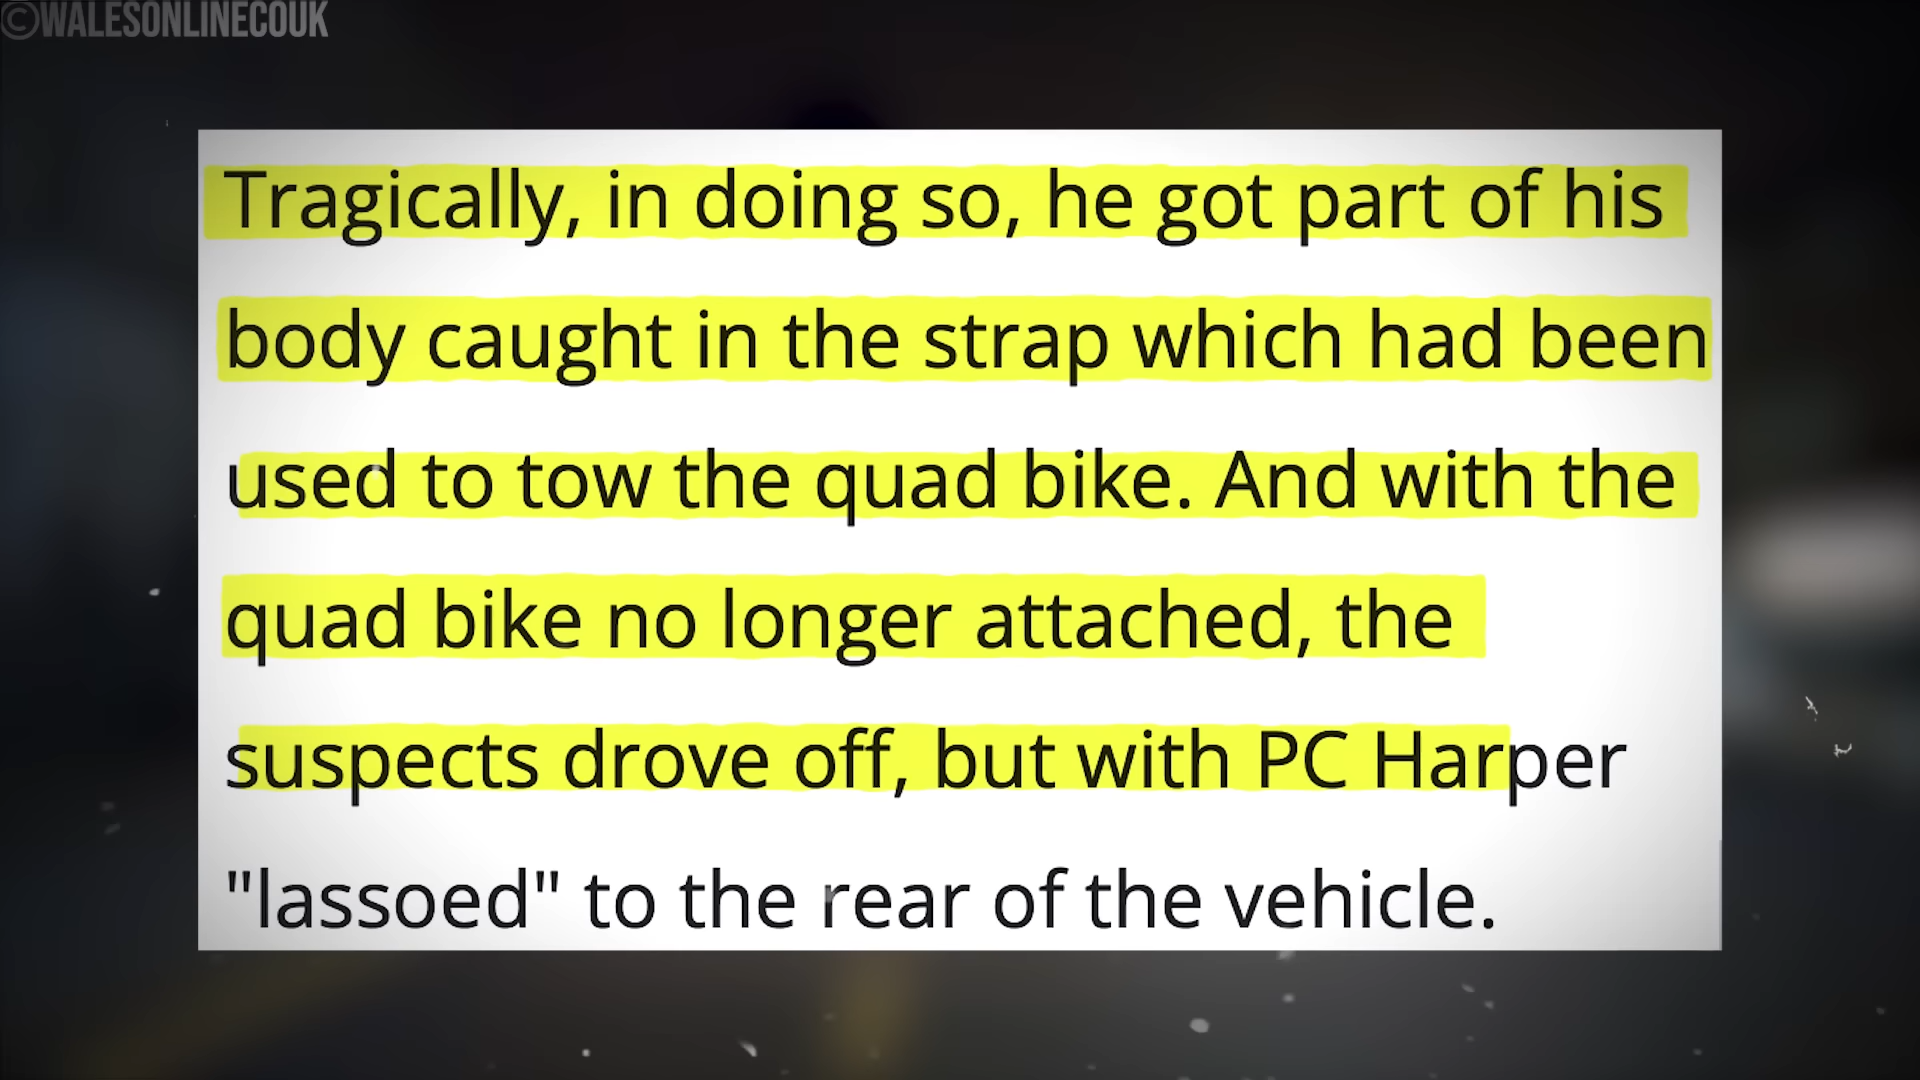 ©WALESONLINECOUK
Tragically, in doing so, he got part of his
body caught in the strap which had been
used to tow the quad bike. And with the
quad bike no longer attached, the
suspects drove off, but with PC Harper
"lassoed" to the rear of the vehicle.